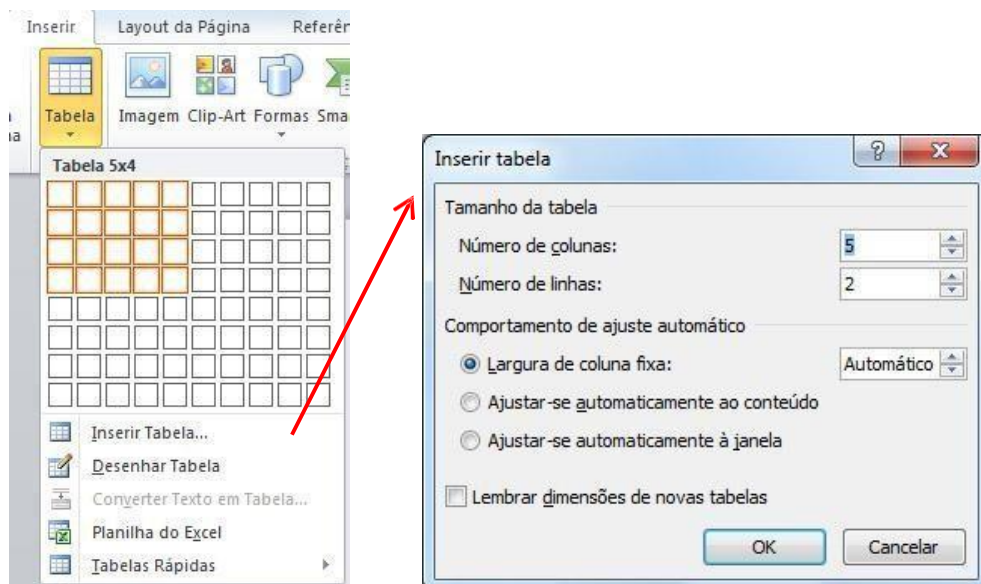 Inserir Layout da Página Referên
Tabela Imagem Clip-Art Formas Sma
Tabela 5x4
Inserir Tabela...
Desenhar Tabela
Converter Texto em Tabela...
Planilha do Excel
Tabelas Rápidas
Inserir tabela
Tamanho da tabela
Número de colunas: 5
Número de linhas: 2
Comportamento de ajuste automático
Largura de coluna fixa: Automático
Ajustar-se automaticamente ao conteúdo
Ajustar-se automaticamente à janela
Lembrar dimensões de novas tabelas
OK Cancelar